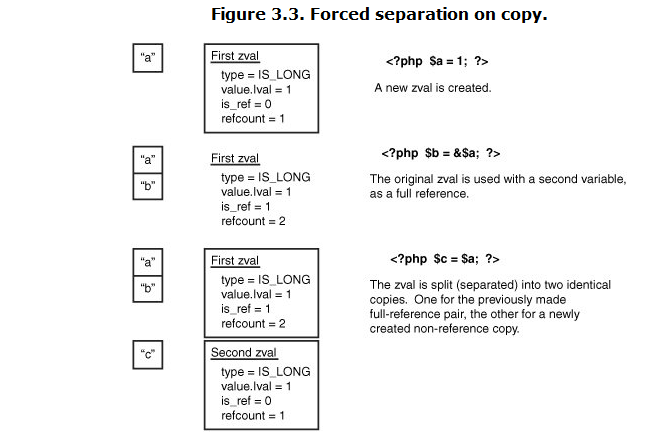 Figure 3.3. Forced separation on copy.
"a"
First zval
type = IS_LONG
value.lval = 1
is_ref = 0
refcount = 1
<?php $a = 1; ?>
A new zval is created.
"a"
"b"
First zval
type = IS_LONG
value.lval = 1
is_ref = 1
refcount = 2
<?php $b = &$a; ?>
The original zval is used with a second variable,
as a full reference.
"a"
"b"
First zval
type = IS_LONG
value.lval = 1
is_ref = 1
refcount = 2
<?php $c = $a; ?>
The zval is split (separated) into two identical
copies. One for the previously made
full-reference pair, the other for a newly
created non-reference copy.
"c"
Second zval
type = IS_LONG
value.lval = 1
is_ref = 0
refcount = 1